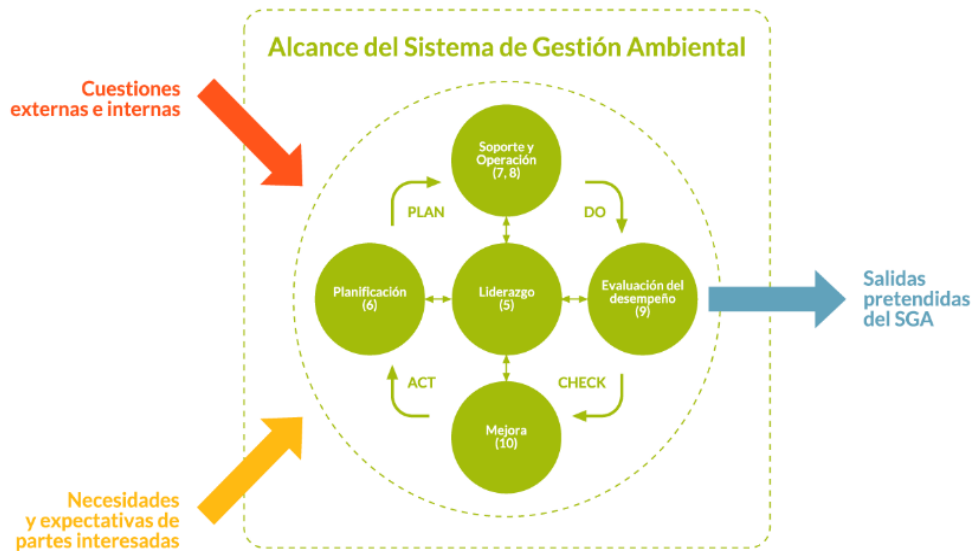 Alcance del Sistema de Gestión Ambiental
Cuestiones
externas e internas
Soporte y
Operación
(7, 8)
PLAN
DO
Planificación
(6)
Liderazgo
(5)
Evaluación del
desempeño
(9)
Salidas
pretendidas
del SGA
ACT
CHECK
Mejora
(10)
Necesidades
y expectativas de
partes interesadas